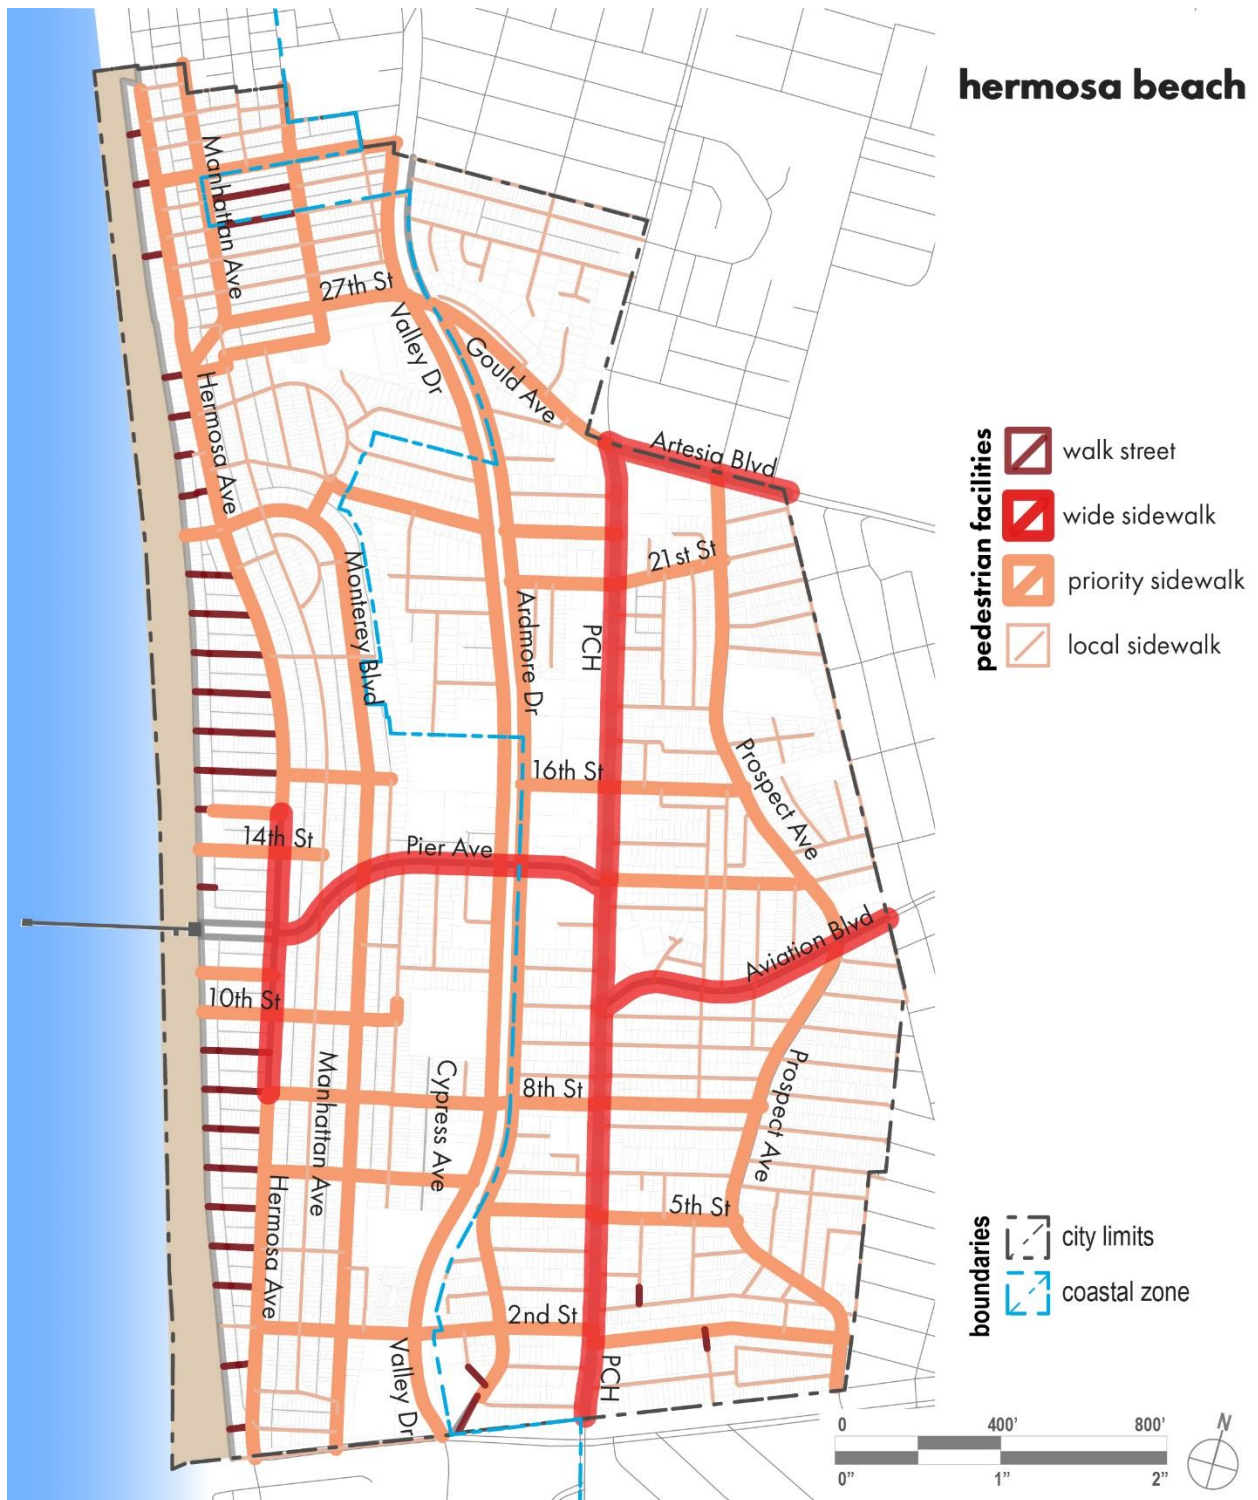 hermosa beach
Manhattan Ave
27th St
Valley Dr
Gould Ave
Hermosa Ave
Artesia Blvd
pedestrian facilities
walk street
wide sidewalk
priority sidewalk
local sidewalk
21st St
Monterey Blvd
Ardmore Dr
PCH
16th St
Prospect Ave
14th St
Pier Ave
Aviation Blvd
10th St
Manhattan Ave
Cypress Ave
8th St
Prospect Ave
Hermosa Ave
5th St
boundaries
city limits
coastal zone
2nd St
Valley Dr
PCH
0 400' 800'
0" 1" 2"
N